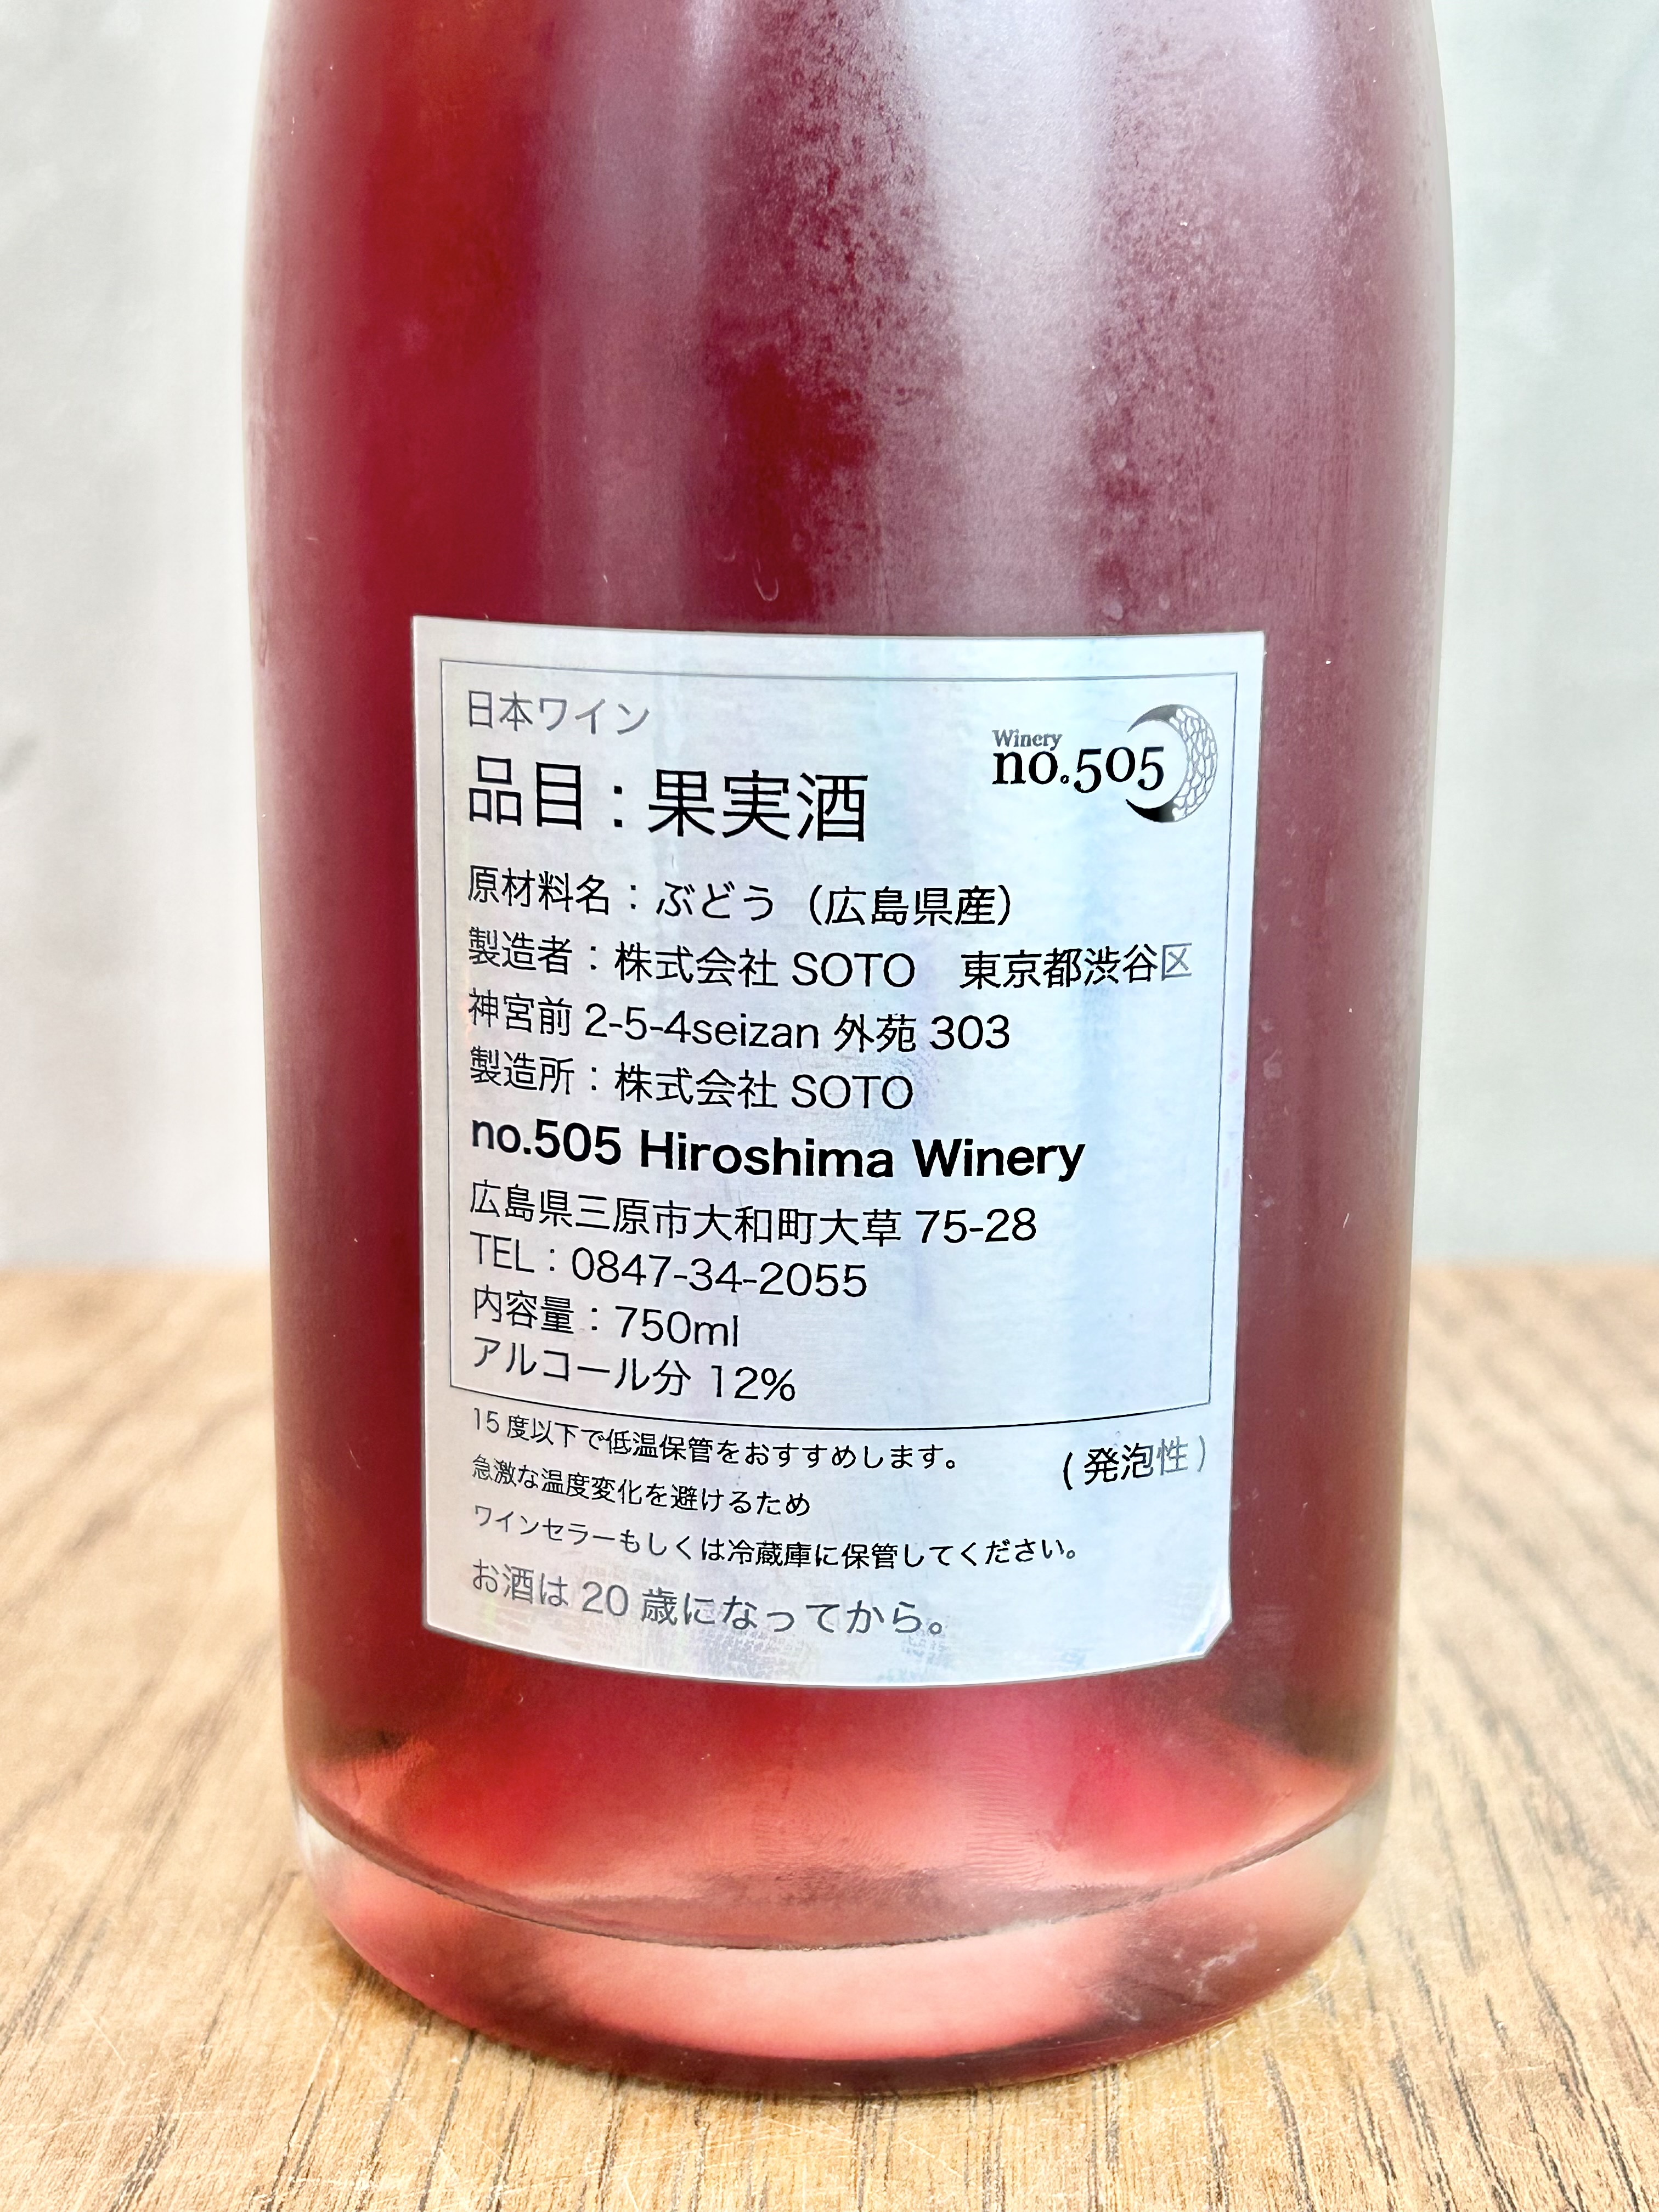 日本ワイン
Winery
no.505
品目：果実酒
原材料名：ぶどう（広島県産）
製造者：株式会社 SOTO　東京都渋谷区
神宮前 2-5-4seizan 外苑 303
製造所：株式会社 SOTO
no.505 Hiroshima Winery
広島県三原市大和町大草 75-28
TEL：0847-34-2055
内容量：750ml
アルコール分 12%
15 度以下で低温保管をおすすめします。
（発泡性）
急激な温度変化を避けるため
ワインセラーもしくは冷蔵庫に保管してください。
お酒は 20 歳になってから。